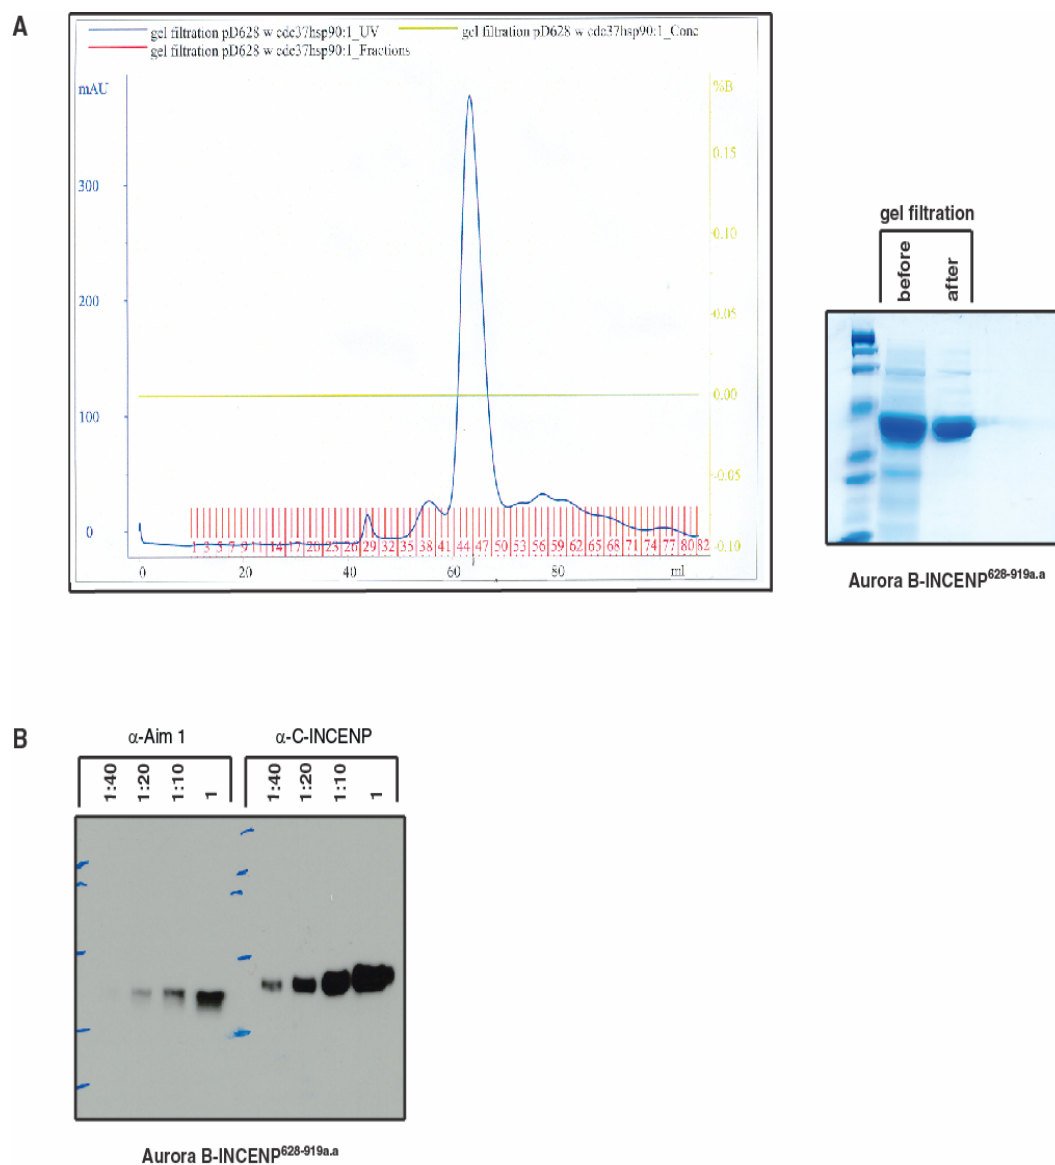 A
gel filtration pD628 w cdc37hsp90:1_UV
gel filtration pD628 w cdc37hsp90:1_Conc
gel filtration pD628 w cdc37hsp90:1_Fractions
mAU
%B
300
200
100
0
0.15
0.10
0.05
0.00
-0.05
-0.10
1 3 5 7 9 11 14 17 20 23 26 29 32 35 38 41 44 47 50 53 56 59 62 65 68 71 74 77 80 82
0 20 40 60 80 ml
gel filtration
before
after
Aurora B-INCENP628-919a.a
B
α-Aim 1
α-C-INCENP
1:40 1:20 1:10 1
1:40 1:20 1:10 1
Aurora B-INCENP628-919a.a